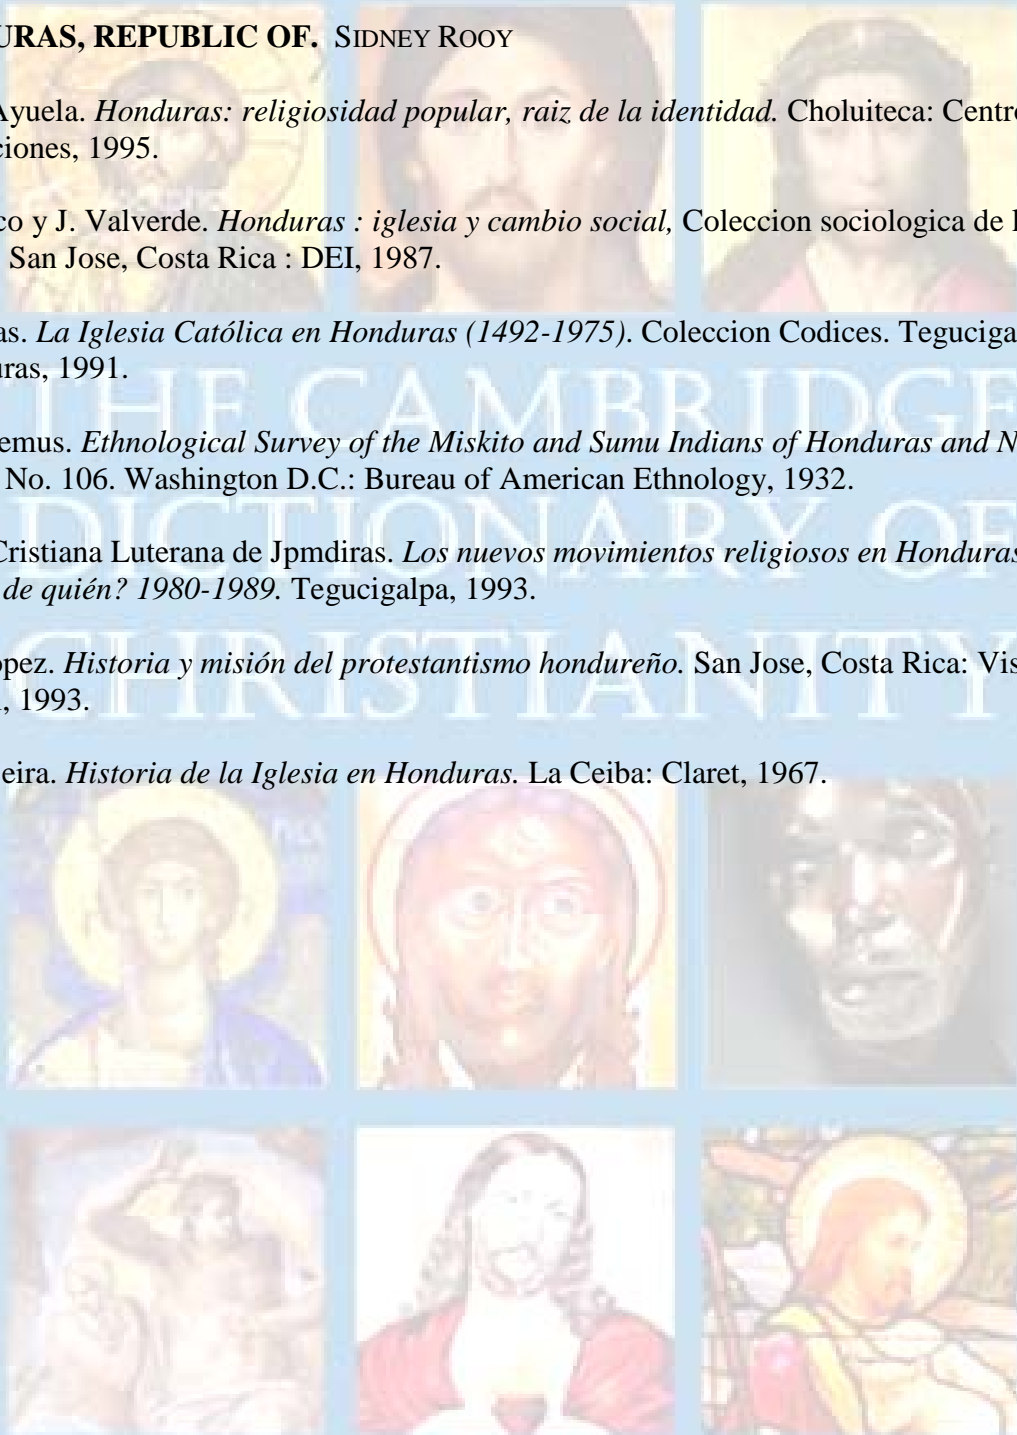 URAS, REPUBLIC OF. SIDNEY ROOY
Ayuela. Honduras: religiosidad popular, raiz de la identidad. Choluiteca: Centro
ciones, 1995.
co y J. Valverde. Honduras : iglesia y cambio social, Coleccion sociologica de l
San Jose, Costa Rica : DEI, 1987.
as. La Iglesia Católica en Honduras (1492-1975). Coleccion Codices. Teguciga
uras, 1991.
THE CAMBRIDGE
emus. Ethnological Survey of the Miskito and Sumu Indians of Honduras and N
No. 106. Washington D.C.: Bureau of American Ethnology, 1932.
DICTIONARY OF
Cristiana Luterana de Jpmdiras. Los nuevos movimientos religiosos en Honduras
de quién? 1980-1989. Tegucigalpa, 1993.
CHRISTIANITY
opez. Historia y misión del protestantismo hondureño. San Jose, Costa Rica: Vis
, 1993.
eira. Historia de la Iglesia en Honduras. La Ceiba: Claret, 1967.